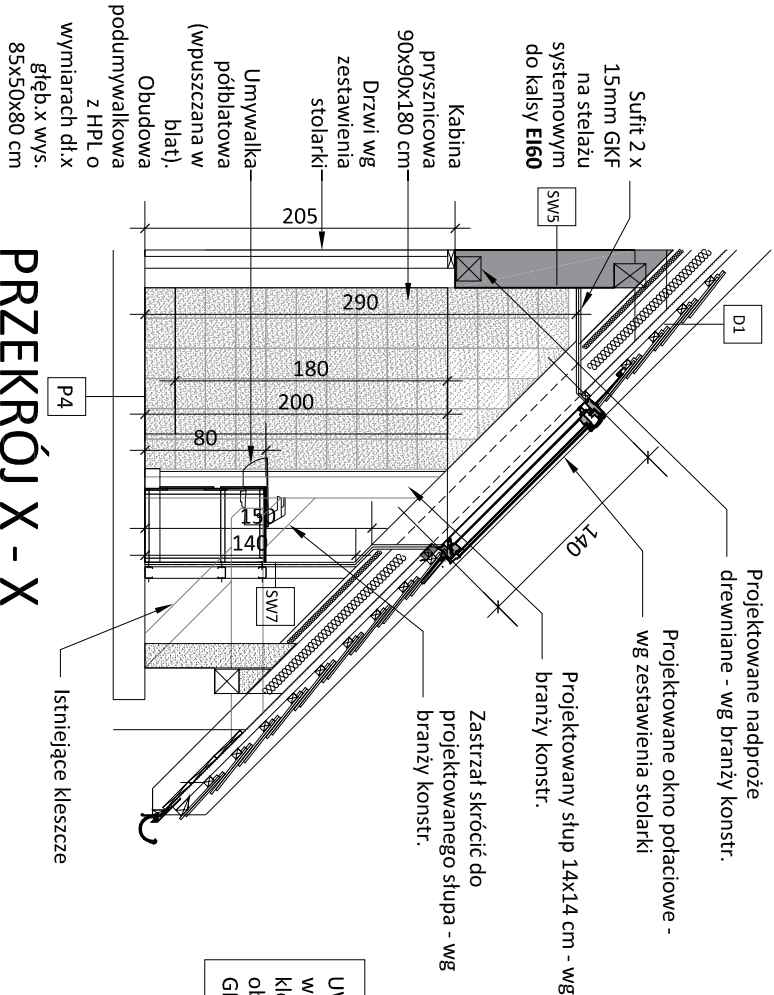 Sufit 2 x
15mm GKF
na stelażu
systemowym
do kalsy EI60
Kabina
prysznicowa
90x90x180 cm
Drzwi wg
zestawienia
stolarki
Umywalka
półblatowa
(wpuszczana w
blat).
Obudowa
podumywalkowa
z HPL o
wymiarach dł.x
głęb.x wys.
85x50x80 cm
SW5
D1
205
290
180
200
80
150
140
140
SW7
P4
Projektowane nadproże
drewniane - wg branży konstr.
Projektowane okno połaciowe -
wg zestawienia stolarki
Projektowany słup 14x14 cm - wg
branży konstr.
Zastrzał skrócić do
projektowanego słupa - wg
branży konstr.
Istniejące kleszcze
PRZEKRÓJ X - X